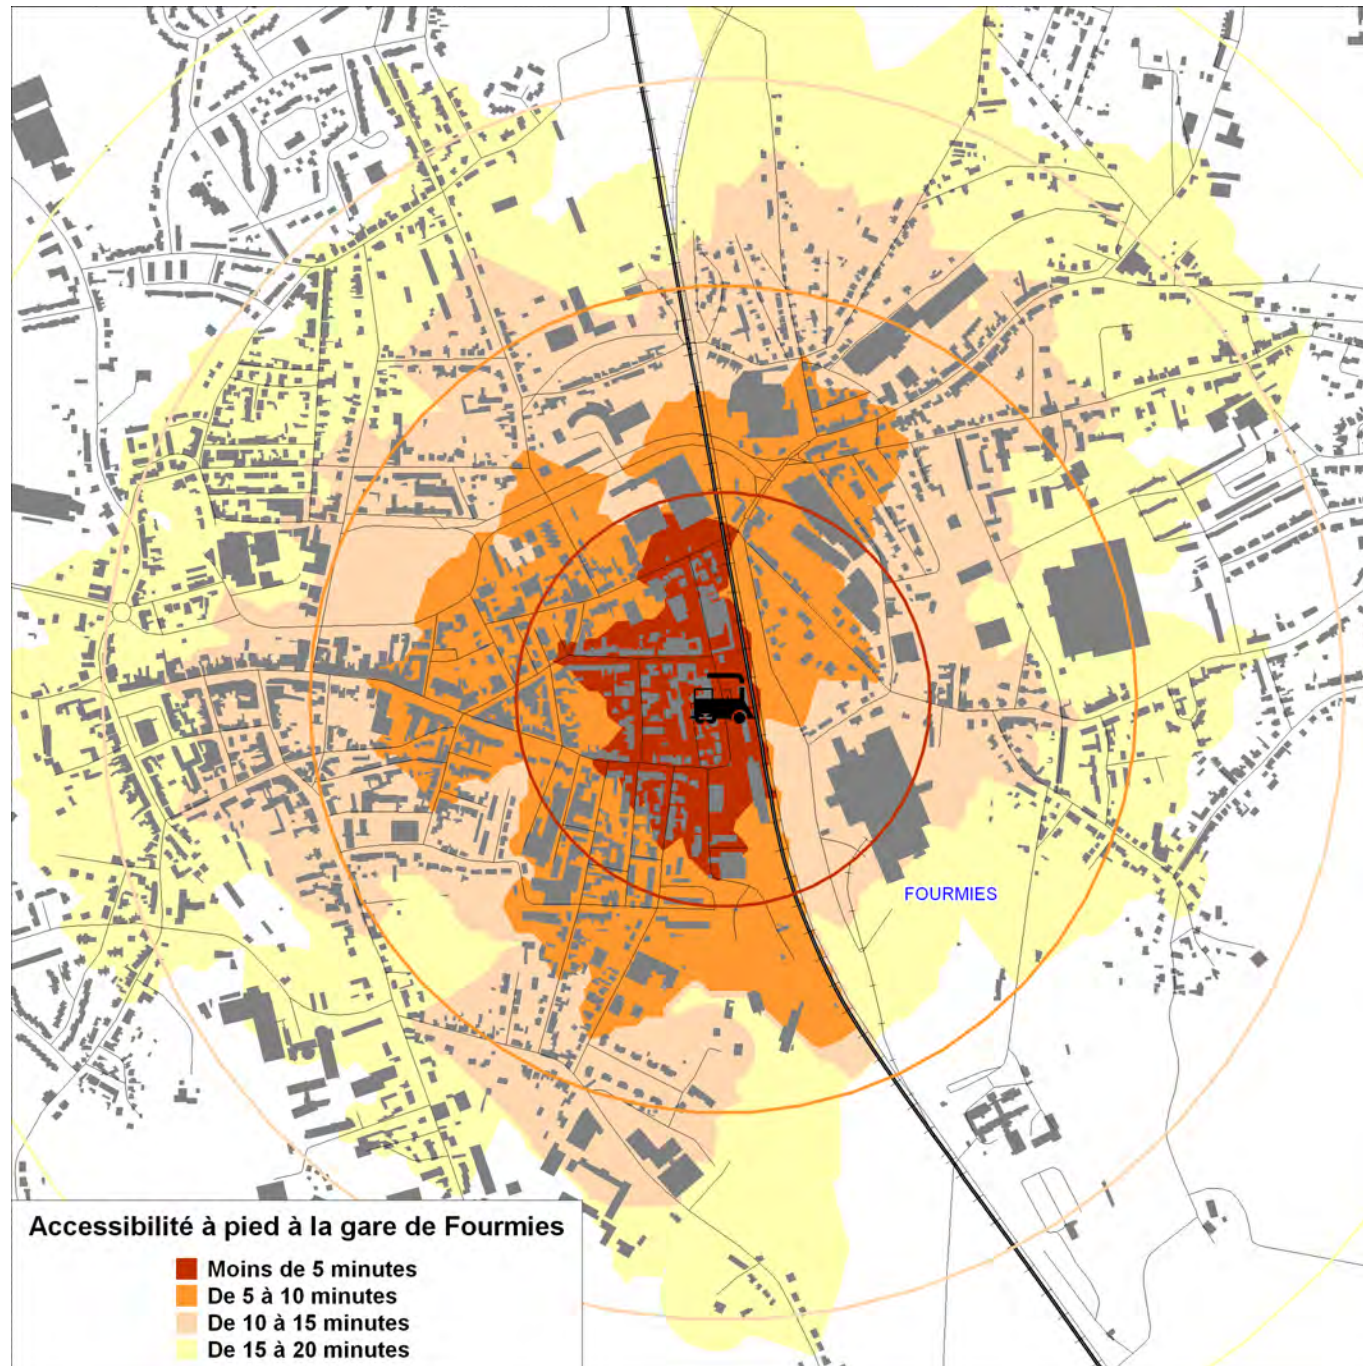 FOURMIES
Accessibilité à pied à la gare de Fourmies
Moins de 5 minutes
De 5 à 10 minutes
De 10 à 15 minutes
De 15 à 20 minutes